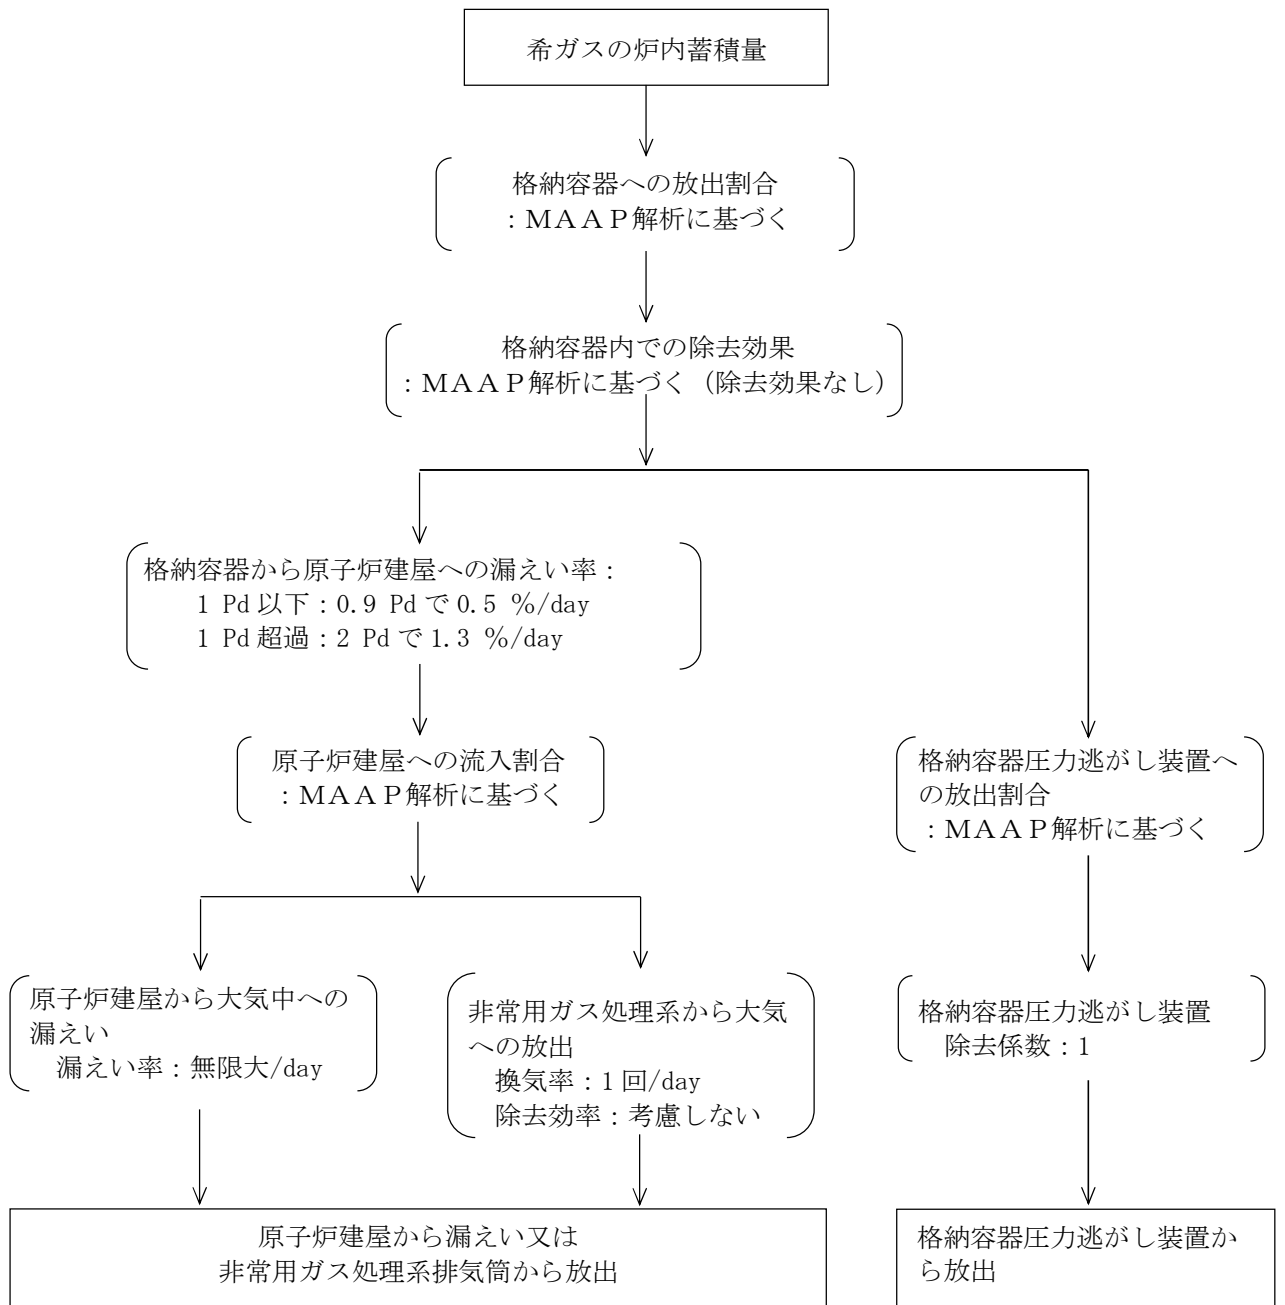 希ガスの炉内蓄積量
格納容器への放出割合
：ＭＡＡＰ解析に基づく
格納容器内での除去効果
：ＭＡＡＰ解析に基づく（除去効果なし）
格納容器から原子炉建屋への漏えい率：
1 Pd 以下：0.9 Pd で 0.5 %/day
1 Pd 超過：2 Pd で 1.3 %/day
原子炉建屋への流入割合
：ＭＡＡＰ解析に基づく
格納容器圧力逃がし装置へ
の放出割合
：ＭＡＡＰ解析に基づく
原子炉建屋から大気中への
漏えい
漏えい率：無限大/day
非常用ガス処理系から大気
への放出
換気率：1 回/day
除去効率：考慮しない
格納容器圧力逃がし装置
除去係数：1
原子炉建屋から漏えい又は
非常用ガス処理系排気筒から放出
格納容器圧力逃がし装置か
ら放出